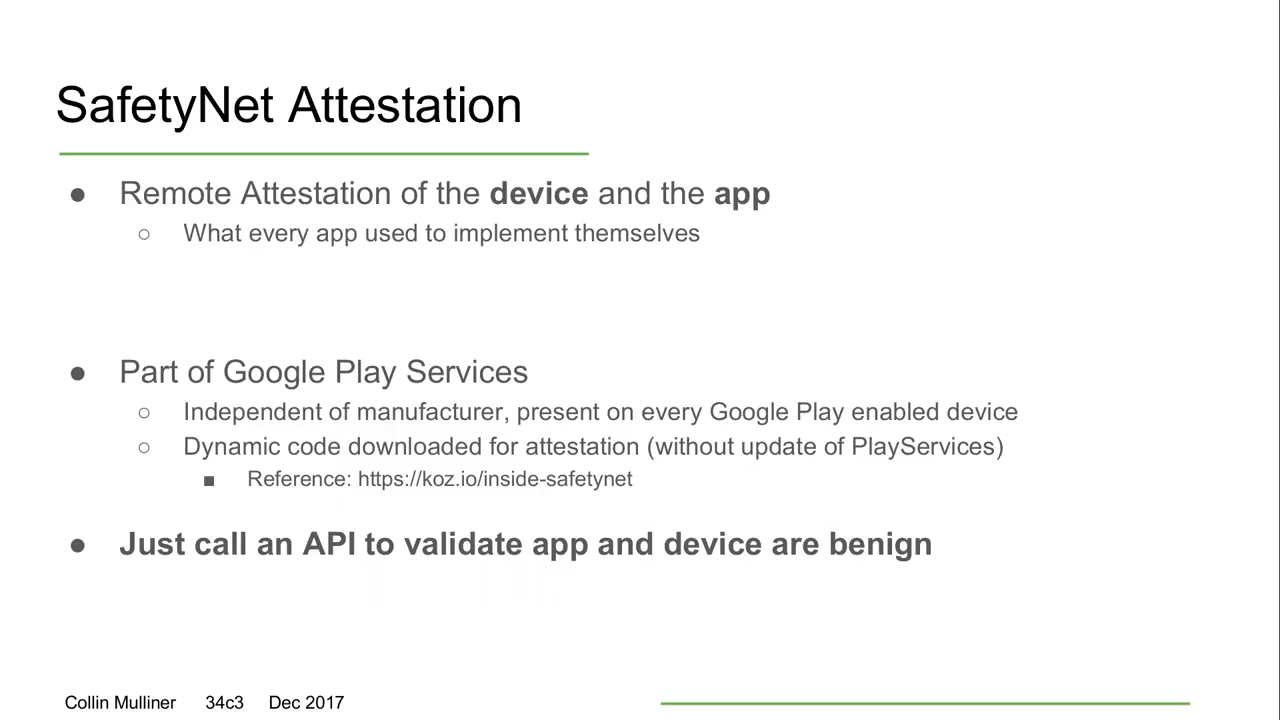 SafetyNet Attestation
● Remote Attestation of the device and the app
○ What every app used to implement themselves
● Part of Google Play Services
○ Independent of manufacturer, present on every Google Play enabled device
○ Dynamic code downloaded for attestation (without update of PlayServices)
■ Reference: https://koz.io/inside-safetynet
● Just call an API to validate app and device are benign
Collin Mulliner 34c3 Dec 2017